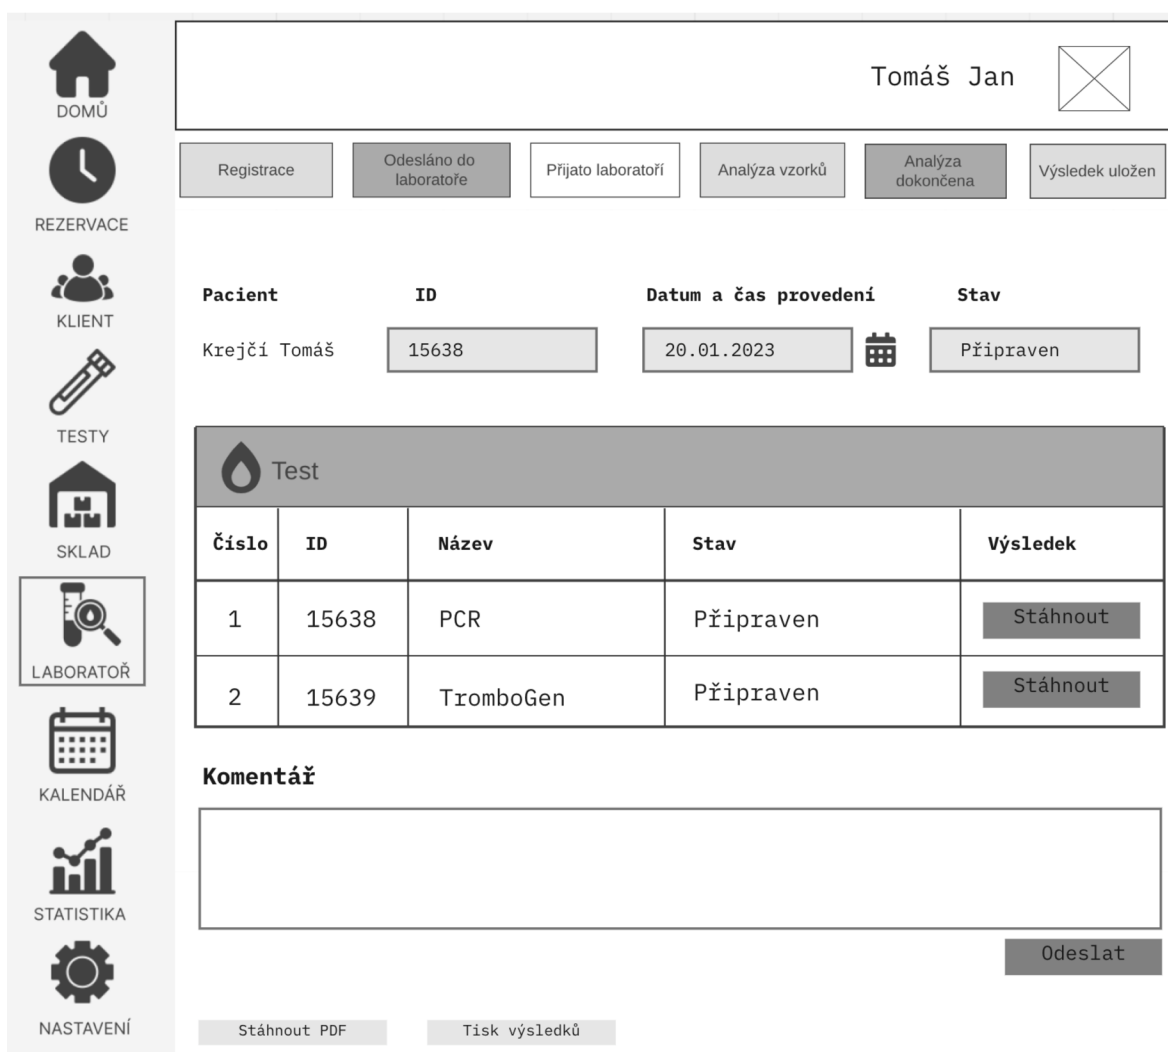 DOMŮ
REZERVACE
KLIENT
TESTY
SKLAD
LABORATOŘ
KALENDÁŘ
STATISTIKA
NASTAVENÍ
Tomáš Jan
Registrace
Odesláno do
laboratoře
Přijato laboratoří
Analýza vzorků
Analýza
dokončena
Výsledek uložen
Pacient ID Datum a čas provedení Stav
Krejčí Tomáš 15638 20.01.2023 Připraven
Test
Číslo ID Název Stav Výsledek
1 15638 PCR Připraven Stáhnout
2 15639 TromboGen Připraven Stáhnout
Komentář
Odeslat
Stáhnout PDF Tisk výsledků